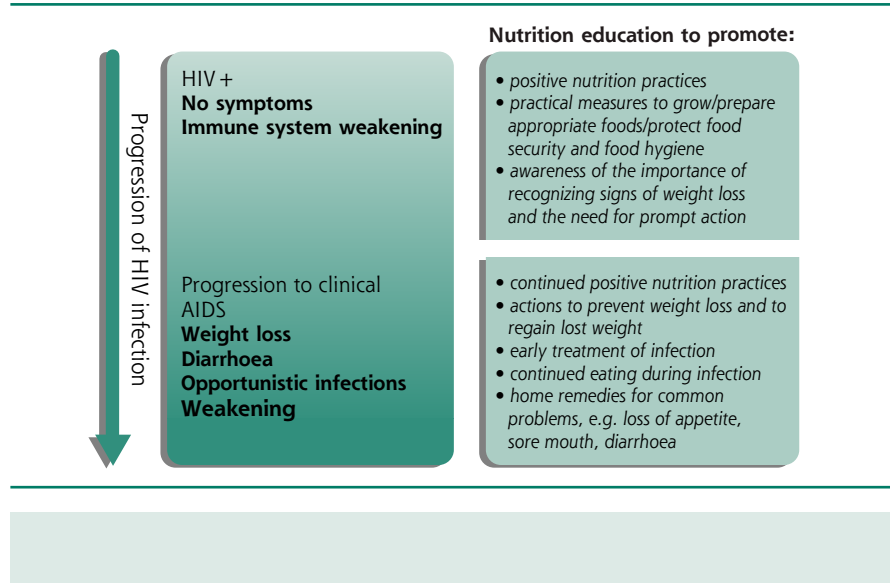 Nutrition education to promote:
Progression of HIV infection
HIV+
No symptoms
Immune system weakening
• positive nutrition practices
• practical measures to grow/prepare
appropriate foods/protect food
security and food hygiene
• awareness of the importance of
recognizing signs of weight loss
and the need for prompt action
Progression to clinical
AIDS
Weight loss
Diarrhoea
Opportunistic infections
Weakening
• continued positive nutrition practices
• actions to prevent weight loss and to
regain lost weight
• early treatment of infection
• continued eating during infection
• home remedies for common
problems, e.g. loss of appetite,
sore mouth, diarrhoea